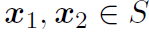 𝒙₁, 𝒙₂ ∈ S